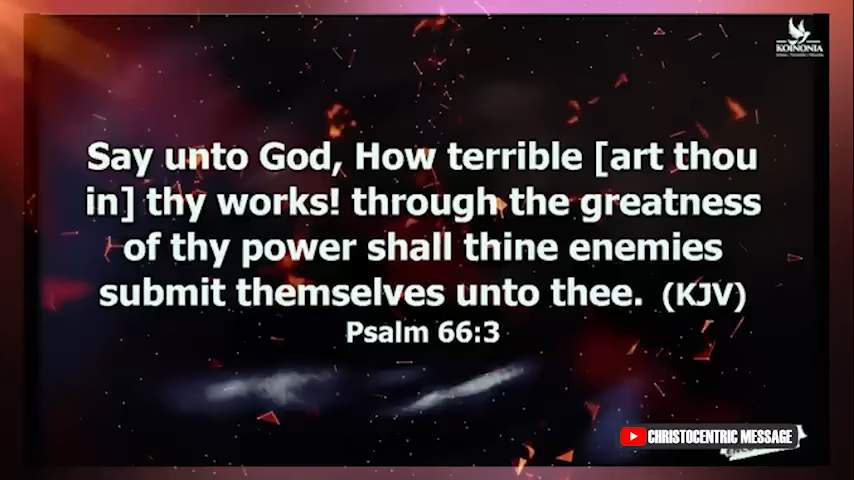 KOINONIA
Say unto God, How terrible [art thou
in] thy works! through the greatness
of thy power shall thine enemies
submit themselves unto thee. (KJV)
Psalm 66:3
CHRISTOCENTRIC MESSAGE